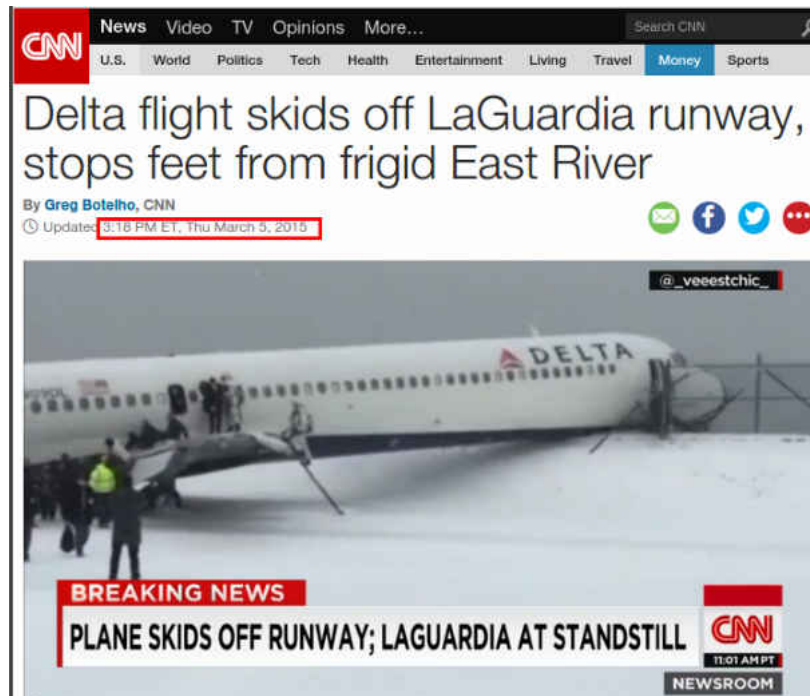 CNN
News Video TV Opinions More...
Search CNN
U.S. World Politics Tech Health Entertainment Living Travel Money Sports
Delta flight skids off LaGuardia runway,
stops feet from frigid East River
By Greg Botelho, CNN
Updated 3:18 PM ET, Thu March 5, 2015
@_veeestchic_
DELTA
BREAKING NEWS
PLANE SKIDS OFF RUNWAY; LAGUARDIA AT STANDSTILL
CNN
11:01 AM PT
NEWSROOM